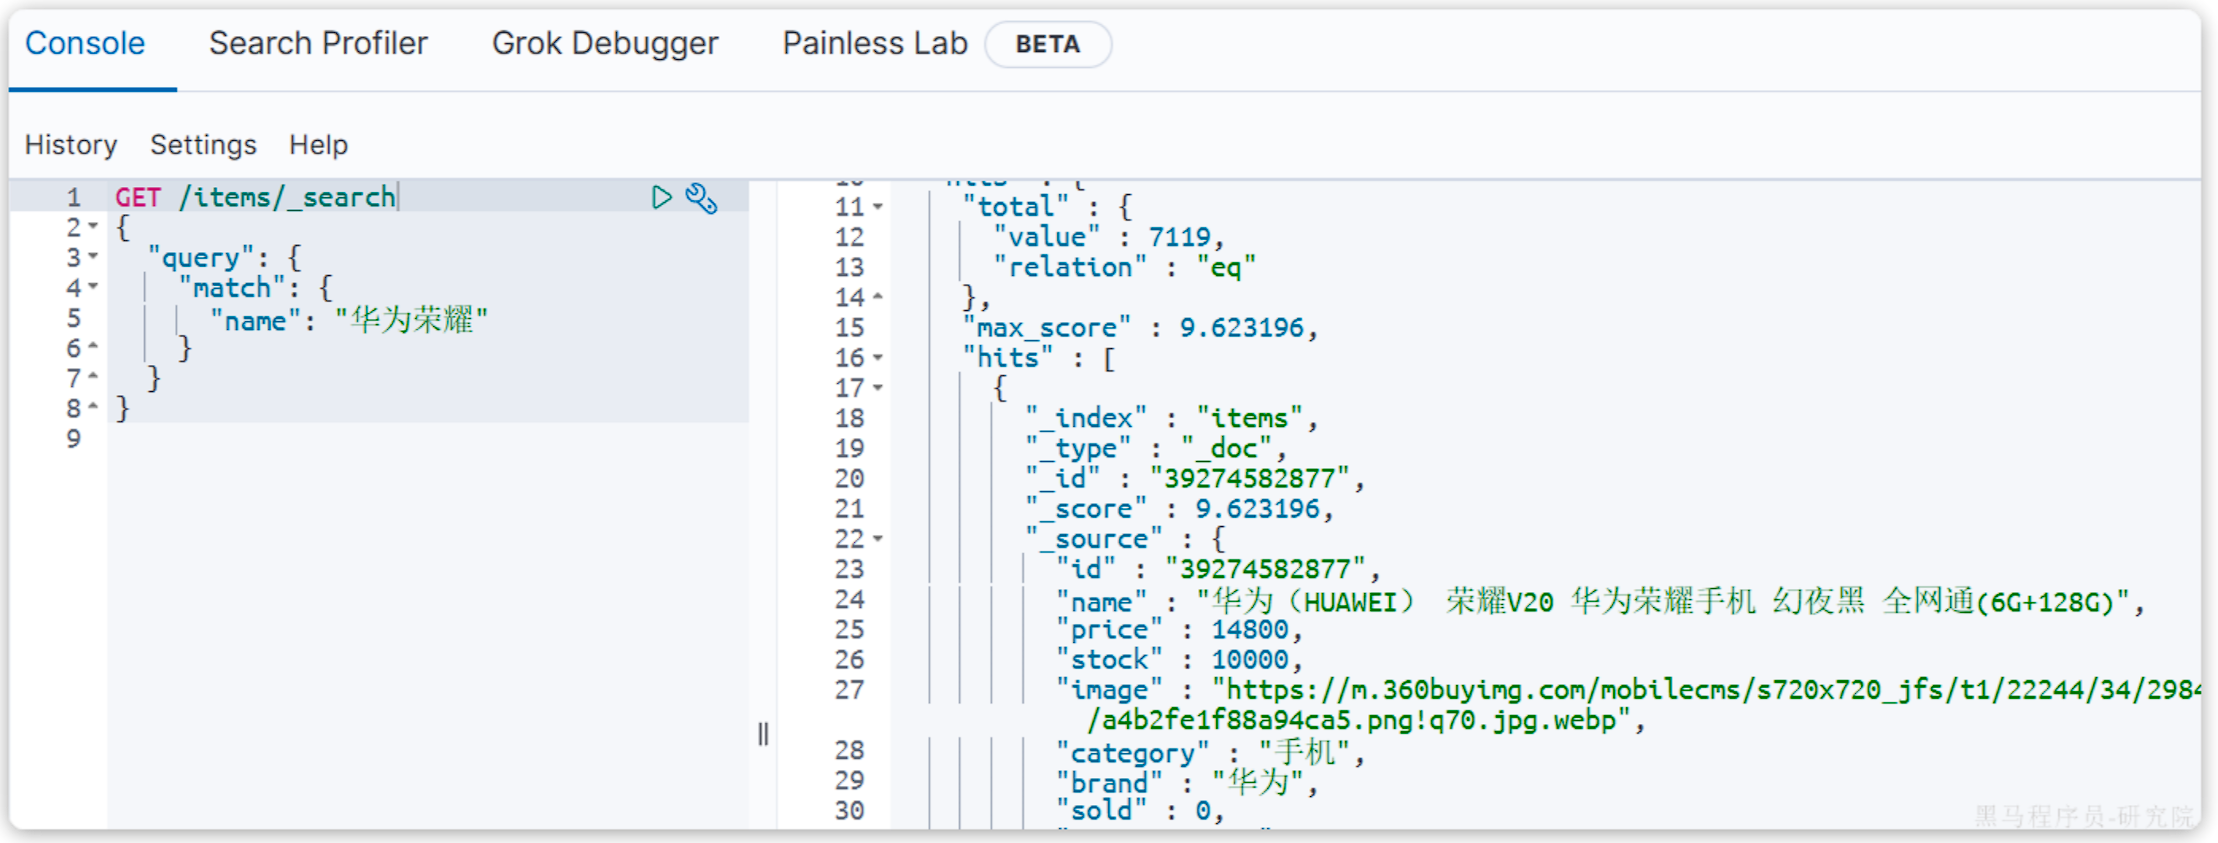 Console Search Profiler Grok Debugger Painless Lab BETA
History Settings Help
1 GET /items/_search
2 {
3 "query": {
4 "match": {
5 "name": "华为荣耀"
6 }
7 }
8 }
9
10 "hits" : {
11 "total" : {
12 "value" : 7119,
13 "relation" : "eq"
14 },
15 "max_score" : 9.623196,
16 "hits" : [
17 {
18 "_index" : "items",
19 "_type" : "_doc",
20 "_id" : "39274582877",
21 "_score" : 9.623196,
22 "_source" : {
23 "id" : "39274582877",
24 "name" : "华为（HUAWEI） 荣耀V20 华为荣耀手机 幻夜黑 全网通(6G+128G)",
25 "price" : 14800,
26 "stock" : 10000,
27 "image" : "https://m.360buyimg.com/mobilecms/s720x720_jfs/t1/22244/34/2984
/a4b2fe1f88a94ca5.png!q70.jpg.webp",
28 "category" : "手机",
29 "brand" : "华为",
30 "sold" : 0,
黑马程序员-研究院